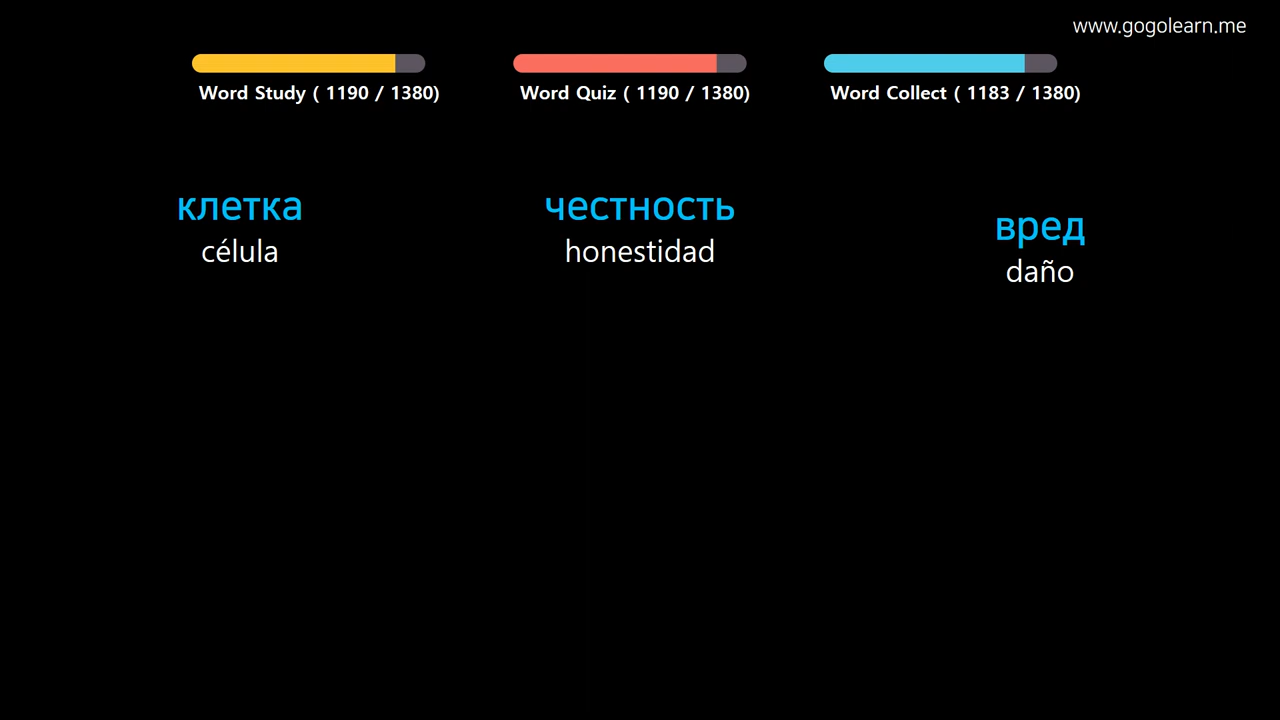 www.gogolearn.me
Word Study ( 1190 / 1380)
Word Quiz ( 1190 / 1380)
Word Collect ( 1183 / 1380)
клетка
célula
честность
honestidad
вред
daño